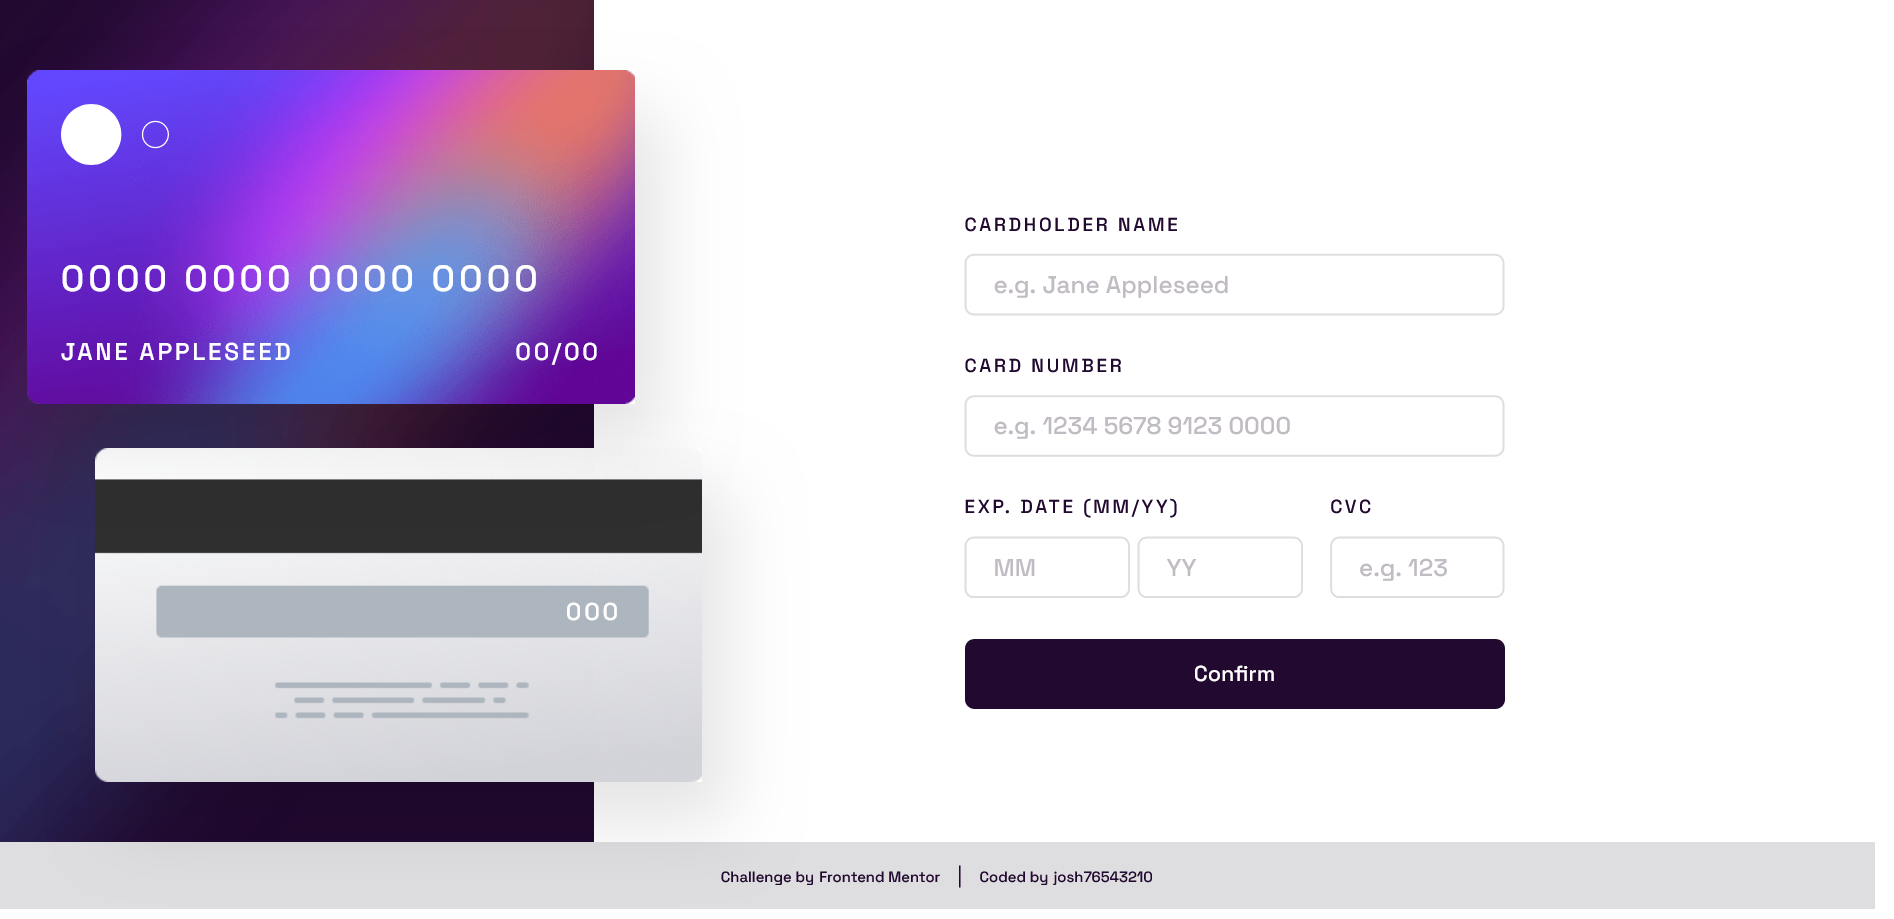 0000 0000 0000 0000
JANE APPLESEED 00/00
000
CARDHOLDER NAME
e.g. Jane Appleseed
CARD NUMBER
e.g. 1234 5678 9123 0000
EXP. DATE (MM/YY) CVC
MM YY e.g. 123
Confirm
Challenge by Frontend Mentor | Coded by josh76543210